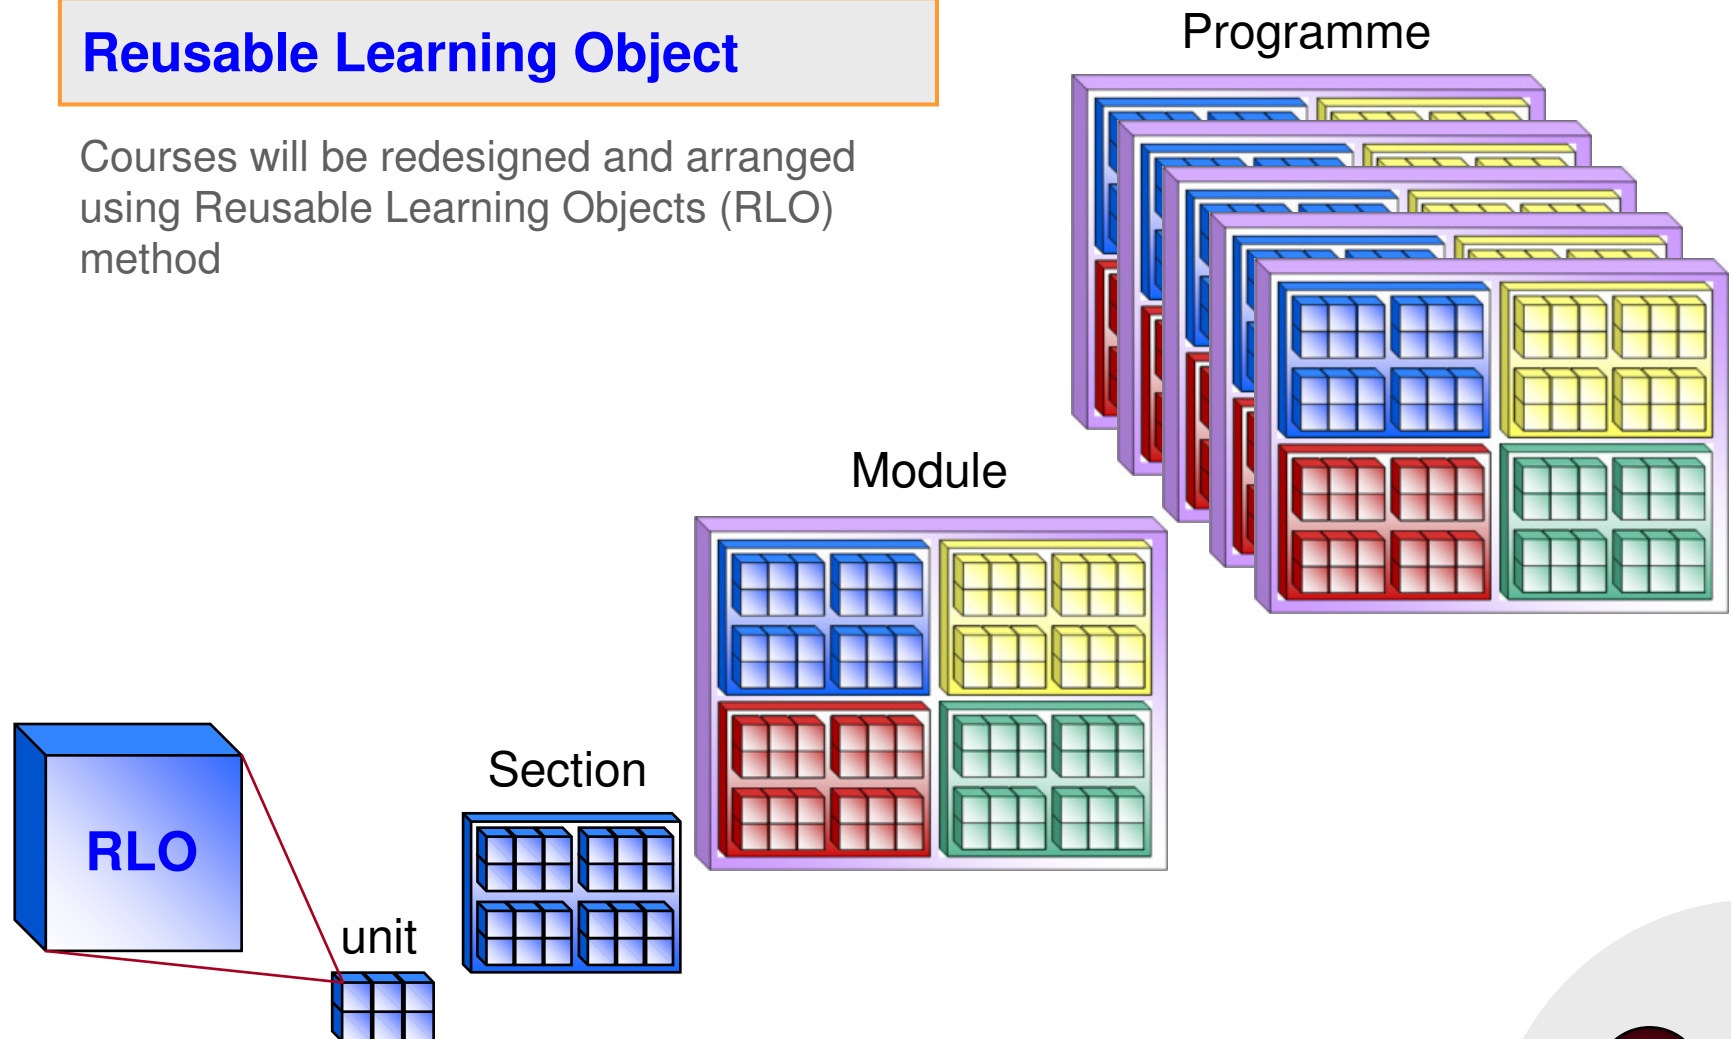 Reusable Learning Object
Programme
Courses will be redesigned and arranged
using Reusable Learning Objects (RLO)
method
Module
Section
RLO
unit